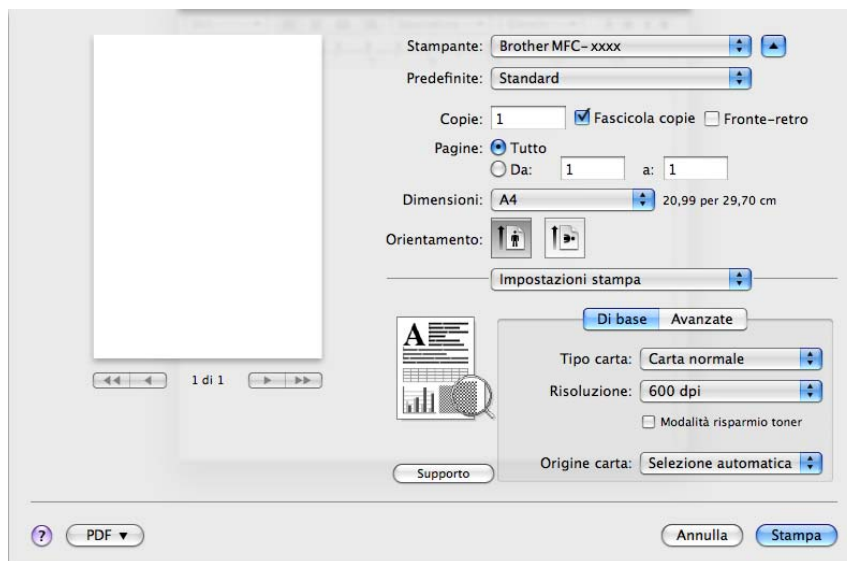 Stampante: Brother MFC-xxxx
Predefinite: Standard
Copie: 1 Fascicola copie Fronte-retro
Pagine: Tutto
Da: 1 a: 1
Dimensioni: A4 20,99 per 29,70 cm
Orientamento:
Impostazioni stampa
Di base Avanzate
A
Tipo carta: Carta normale
1 di 1
Risoluzione: 600 dpi
Modalità risparmio toner
Origine carta: Selezione automatica
Supporto
? PDF Annulla Stampa